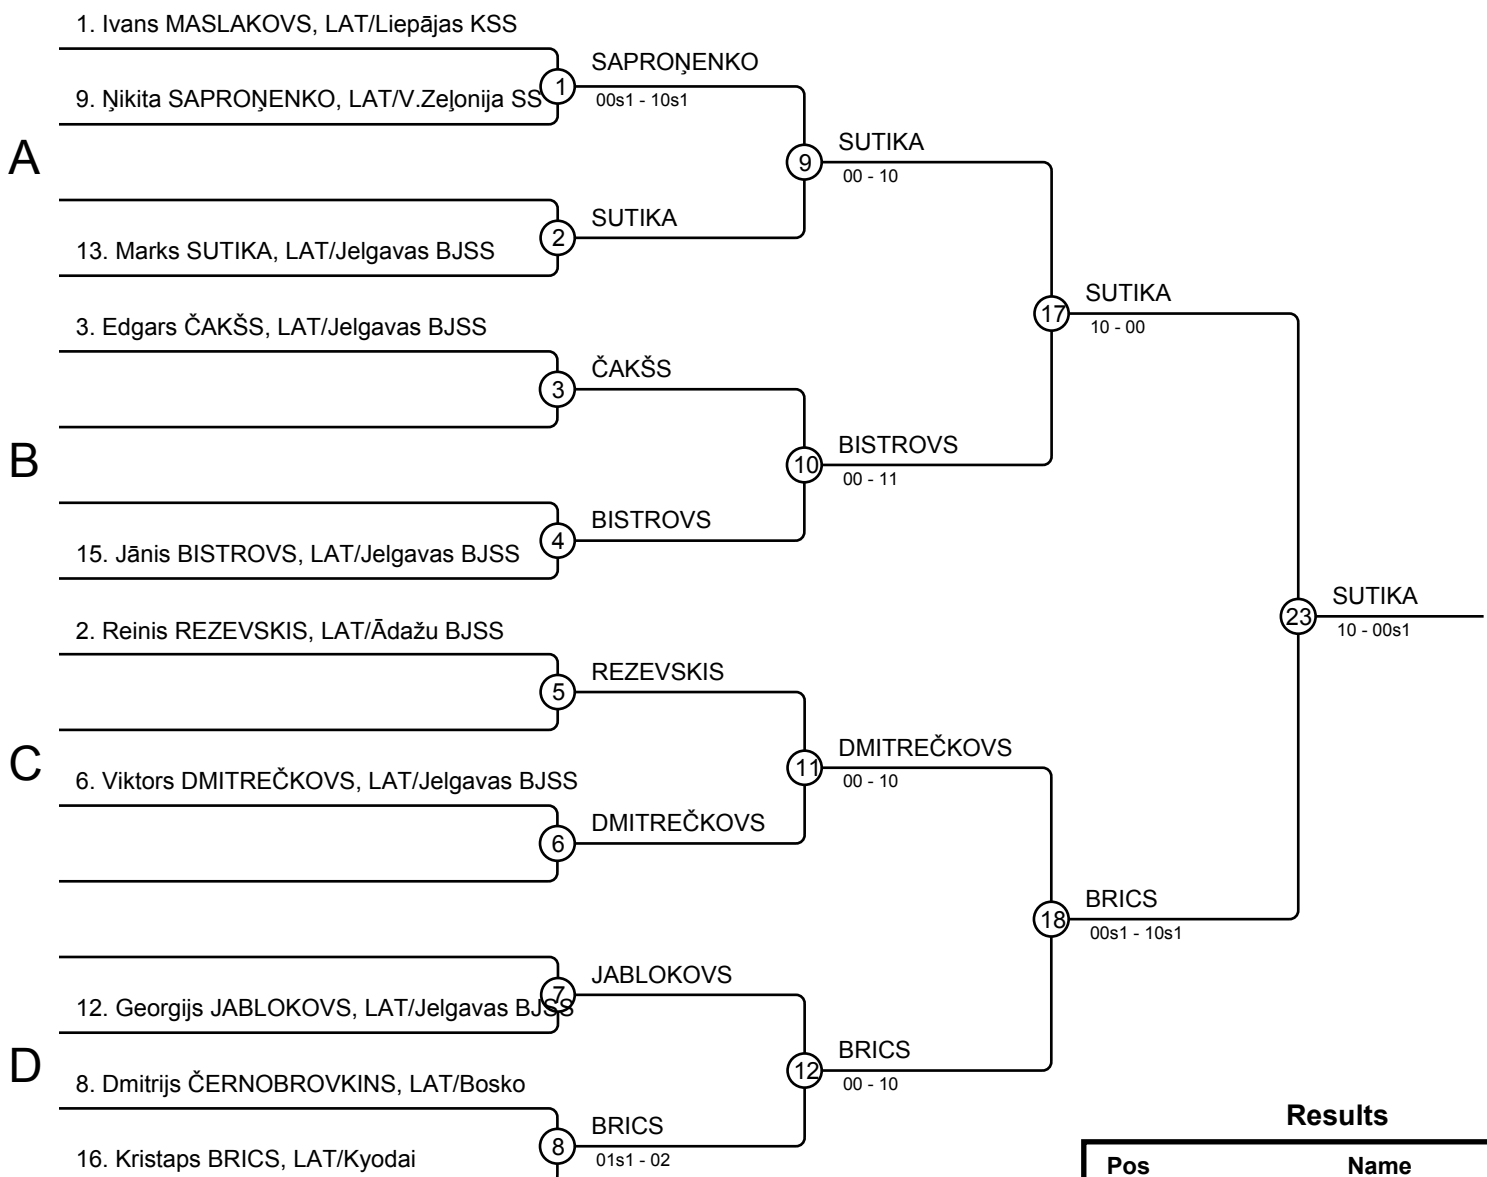 1. Ivans MASLAKOVS, LAT/Liepājas KSS
SAPROŅENKO
1
00s1 - 10s1
9. Ņikita SAPROŅENKO, LAT/V.Zeļonija SS
A
SUTIKA
9
00 - 10
SUTIKA
2
13. Marks SUTIKA, LAT/Jelgavas BJSS
SUTIKA
17
10 - 00
3. Edgars ČAKŠS, LAT/Jelgavas BJSS
ČAKŠS
3
B
BISTROVS
10
00 - 11
BISTROVS
4
15. Jānis BISTROVS, LAT/Jelgavas BJSS
SUTIKA
23
10 - 00s1
2. Reinis REZEVSKIS, LAT/Ādažu BJSS
REZEVSKIS
5
C
DMITREČKOVS
11
00 - 10
6. Viktors DMITREČKOVS, LAT/Jelgavas BJSS
DMITREČKOVS
6
BRICS
18
00s1 - 10s1
JABLOKOVS
7
12. Georgijs JABLOKOVS, LAT/Jelgavas BJSS
D
BRICS
12
00 - 10
8. Dmitrijs ČERNOBROVKINS, LAT/Bosko
BRICS
8
01s1 - 02
16. Kristaps BRICS, LAT/Kyodai
Results
Pos Name